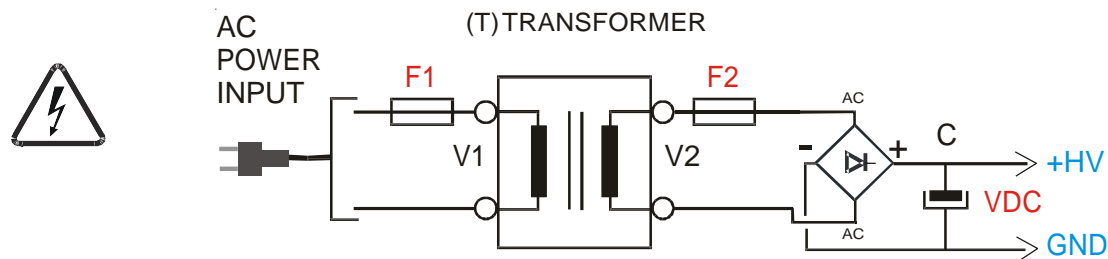 AC
POWER
INPUT
(T) TRANSFORMER
F1
F2
V1
V2
AC
-
+
AC
C
VDC
+HV
GND